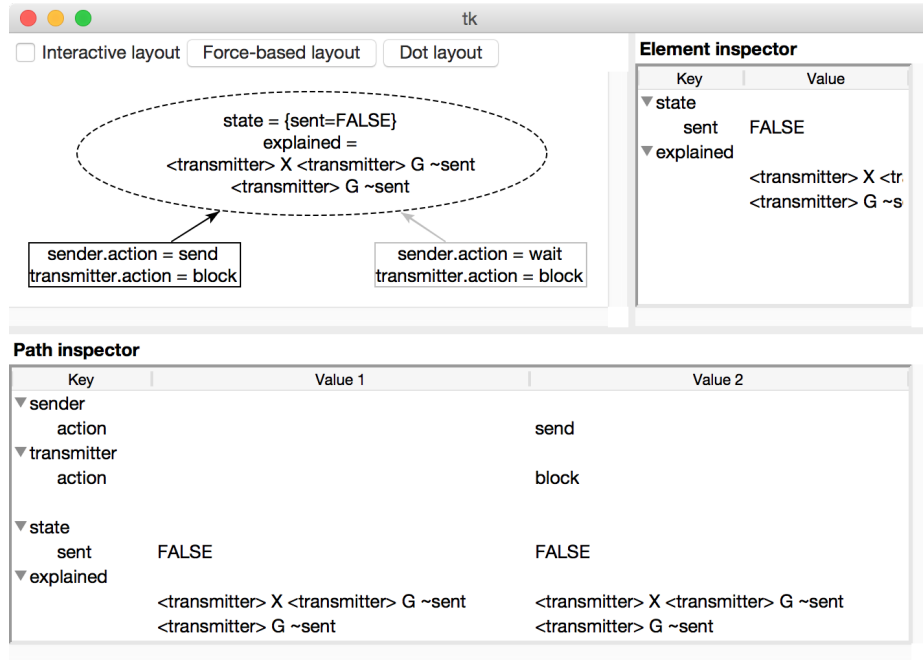 tk
Interactive layout Force-based layout Dot layout
state = {sent=FALSE}
explained =
<transmitter> X <transmitter> G ~sent
<transmitter> G ~sent
sender.action = send
transmitter.action = block
sender.action = wait
transmitter.action = block
Element inspector
Key Value
state
sent FALSE
explained
<transmitter> X <tr
<transmitter> G ~s
Path inspector
Key Value 1 Value 2
sender
action send
transmitter
action block
state
sent FALSE FALSE
explained
<transmitter> X <transmitter> G ~sent <transmitter> X <transmitter> G ~sent
<transmitter> G ~sent <transmitter> G ~sent